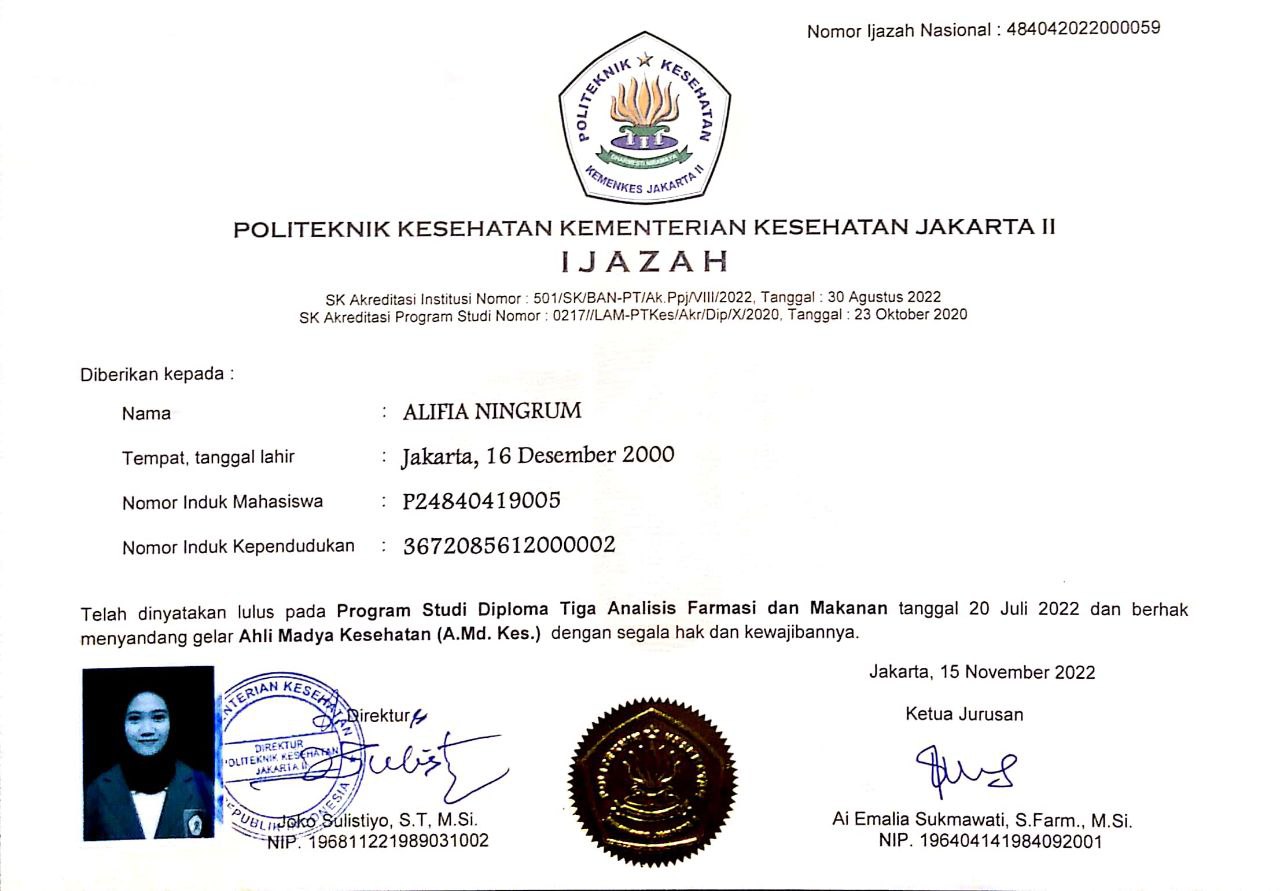 Nomor Ijazah Nasional : 484042022000059
POLITEKNIK KESEHATAN
DHARMESTI NIRAMAYA
KEMENKES JAKARTA II
POLITEKNIK KESEHATAN KEMENTERIAN KESEHATAN JAKARTA II
IJAZAH
SK Akreditasi Institusi Nomor : 501/SK/BAN-PT/Ak.Ppj/VIII/2022, Tanggal : 30 Agustus 2022
SK Akreditasi Program Studi Nomor : 0217//LAM-PTKes/Akr/Dip/X/2020, Tanggal : 23 Oktober 2020
Diberikan kepada :
Nama : ALIFIA NINGRUM
Tempat, tanggal lahir : Jakarta, 16 Desember 2000
Nomor Induk Mahasiswa : P24840419005
Nomor Induk Kependudukan : 3672085612000002
Telah dinyatakan lulus pada Program Studi Diploma Tiga Analisis Farmasi dan Makanan tanggal 20 Juli 2022 dan berhak
menyandang gelar Ahli Madya Kesehatan (A.Md. Kes.) dengan segala hak dan kewajibannya.
Jakarta, 15 November 2022
Direktur
Ketua Jurusan
NTERIAN KESEHATAN
DIREKTUR
POLITEKNIK KESEHATAN
JAKARTA II
REPUBLIK INDONESIA
Joko Sulistiyo, S.T, M.Si.
NIP. 196811221989031002
Ai Emalia Sukmawati, S.Farm., M.Si.
NIP. 196404141984092001